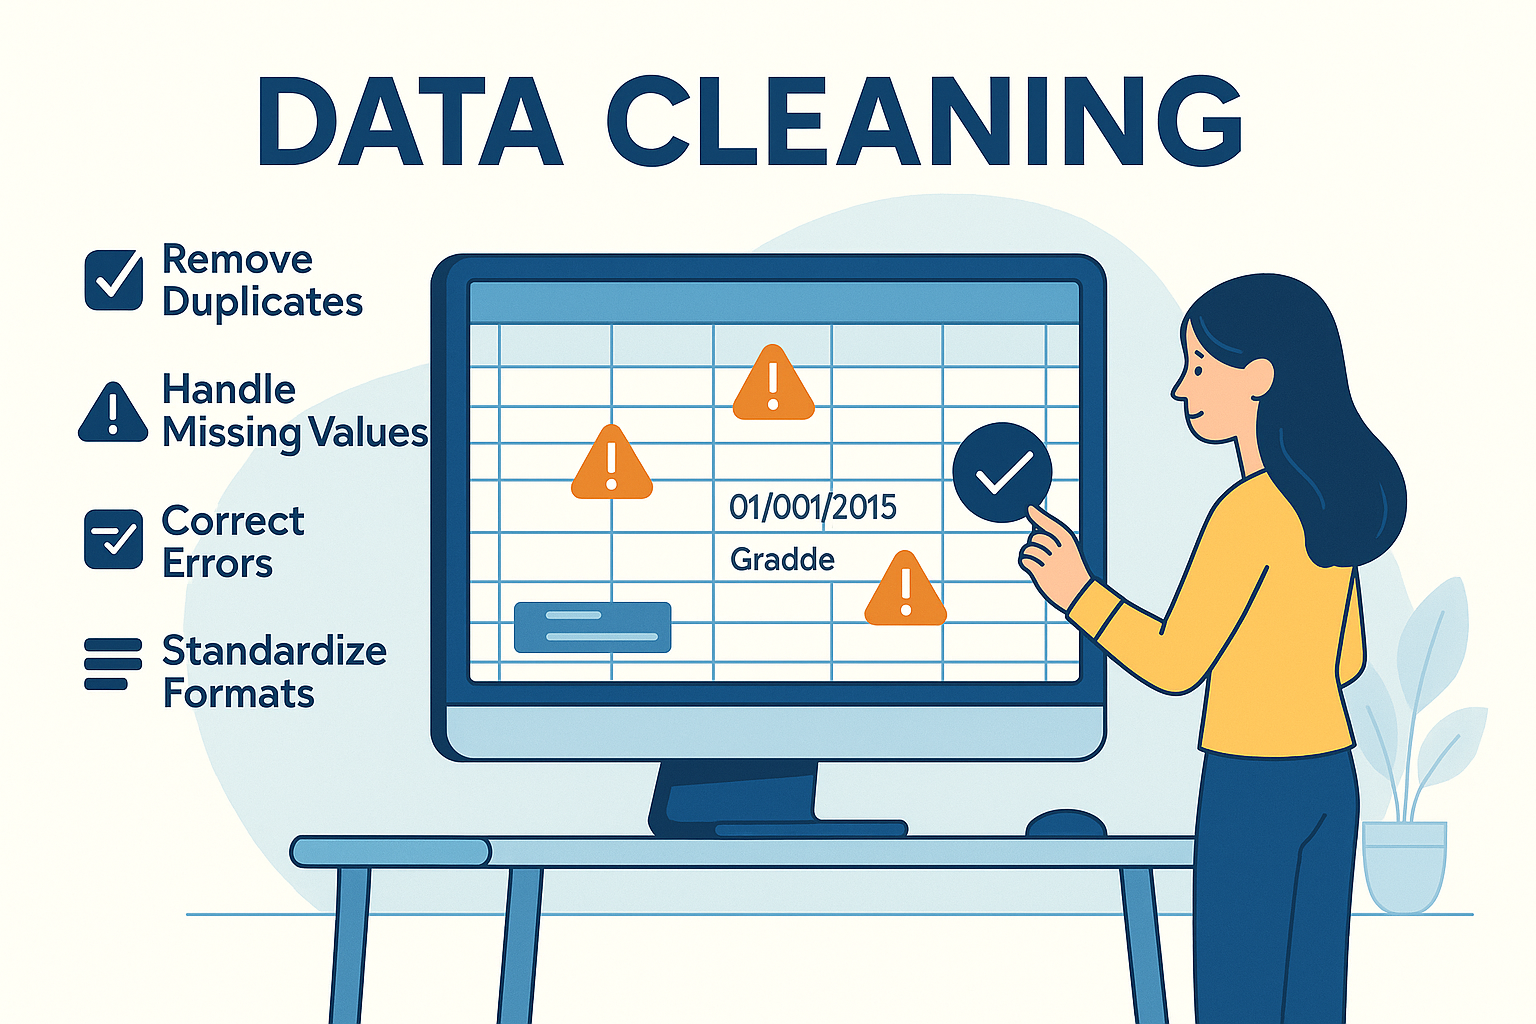 DATA CLEANING
Remove
Duplicates
Handle
Missing Values
Correct
Errors
Standardize
Formats
01/001/2015
Gradde